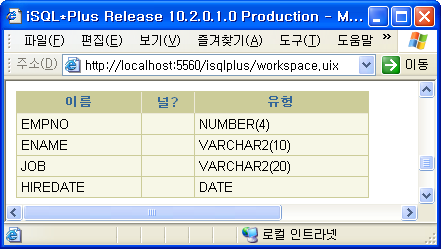 iSQL*Plus Release 10.2.0.1.0 Production - M...
파일(F) 편집(E) 보기(V) 즐겨찾기(A) 도구(T) 도움말 »
주소(D) http://localhost:5560/isqlplus/workspace.uix 이동
이름 널? 유형
EMPNO NUMBER(4)
ENAME VARCHAR2(10)
JOB VARCHAR2(20)
HIREDATE DATE
로컬 인트라넷